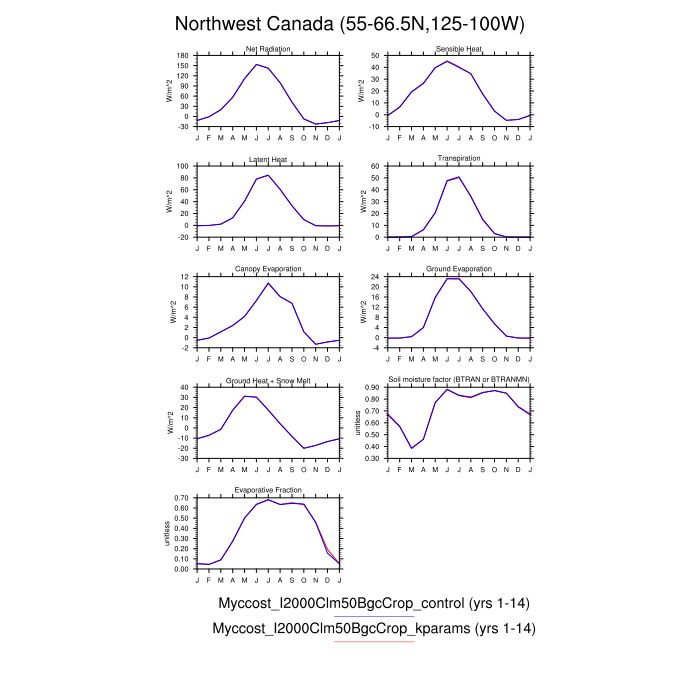 Northwest Canada (55-66.5N,125-100W)
Net Radiation
W/m^2
180
150
120
90
60
30
0
-30
J F M A M J J A S O N D J
Sensible Heat
W/m^2
50
40
30
20
10
0
-10
J F M A M J J A S O N D J
Latent Heat
W/m^2
100
80
60
40
20
0
-20
J F M A M J J A S O N D J
Transpiration
W/m^2
60
50
40
30
20
10
0
J F M A M J J A S O N D J
Canopy Evaporation
W/m^2
12
10
8
6
4
2
0
-2
J F M A M J J A S O N D J
Ground Evaporation
W/m^2
24
20
16
12
8
4
0
-4
J F M A M J J A S O N D J
Ground Heat + Snow Melt
W/m^2
40
30
20
10
0
-10
-20
-30
J F M A M J J A S O N D J
Soil moisture factor (BTRAN or BTRANMN)
unitless
0.90
0.80
0.70
0.60
0.50
0.40
0.30
J F M A M J J A S O N D J
Evaporative Fraction
unitless
0.70
0.60
0.50
0.40
0.30
0.20
0.10
0.00
J F M A M J J A S O N D J
Myccost_I2000Clm50BgcCrop_control (yrs 1-14)
Myccost_I2000Clm50BgcCrop_kparams (yrs 1-14)